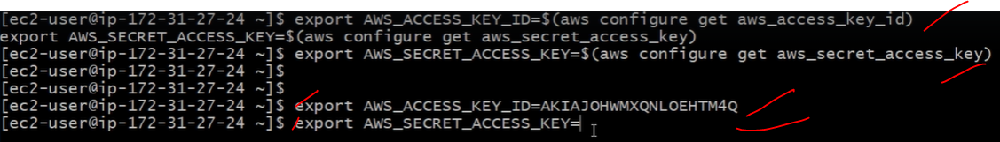 [ec2-user@ip-172-31-27-24 ~]$ export AWS_ACCESS_KEY_ID=$(aws configure get aws_access_key_id)
export AWS_SECRET_ACCESS_KEY=$(aws configure get aws_secret_access_key)
[ec2-user@ip-172-31-27-24 ~]$ export AWS_SECRET_ACCESS_KEY=$(aws configure get aws_secret_access_key)
[ec2-user@ip-172-31-27-24 ~]$
[ec2-user@ip-172-31-27-24 ~]$
[ec2-user@ip-172-31-27-24 ~]$ export AWS_ACCESS_KEY_ID=AKIAJOHWMXQNLOEHTM4Q
[ec2-user@ip-172-31-27-24 ~]$ export AWS_SECRET_ACCESS_KEY=